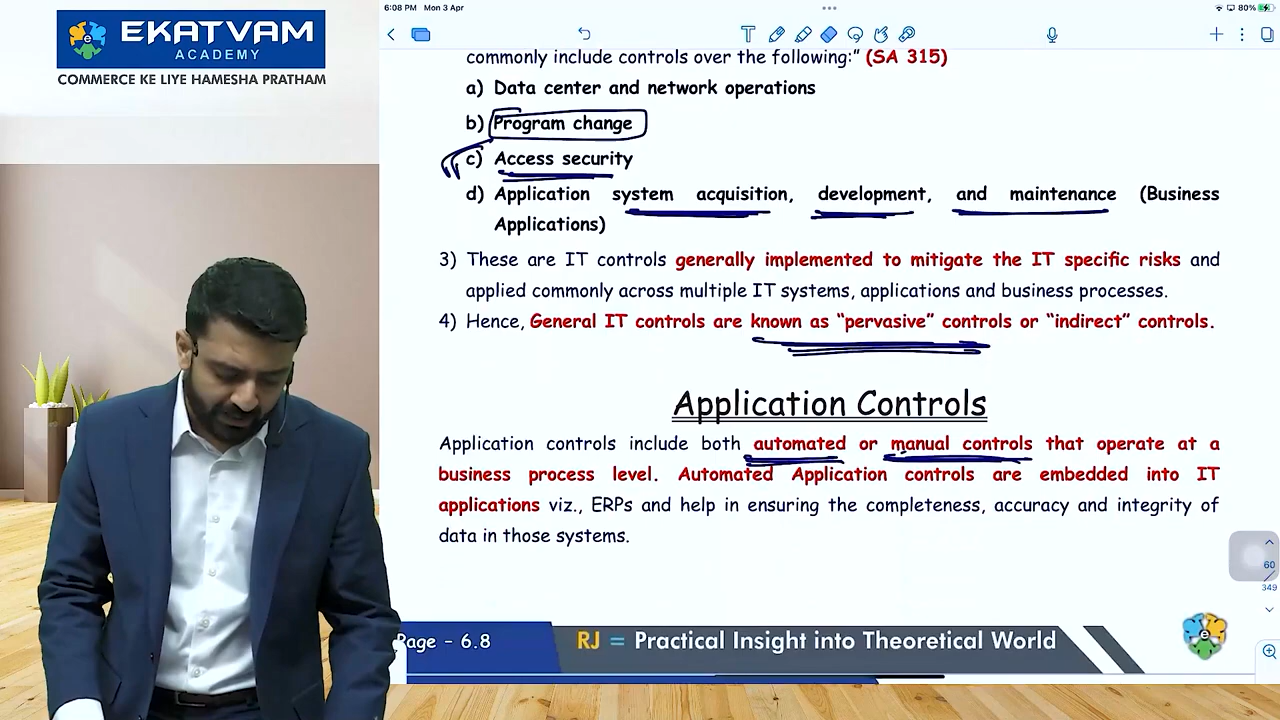 6:08 PM Mon 3 Apr
80%
EKATVAM
ACADEMY
COMMERCE KE LIYE HAMESHA PRATHAM
commonly include controls over the following:” (SA 315)
a) Data center and network operations
b) Program change
c) Access security
d) Application system acquisition, development, and maintenance (Business
Applications)
3) These are IT controls generally implemented to mitigate the IT specific risks and
applied commonly across multiple IT systems, applications and business processes.
4) Hence, General IT controls are known as “pervasive” controls or “indirect” controls.
Application Controls
Application controls include both automated or manual controls that operate at a
business process level. Automated Application controls are embedded into IT
applications viz., ERPs and help in ensuring the completeness, accuracy and integrity of
data in those systems.
60
349
Page - 6.8
RJ = Practical Insight into Theoretical World